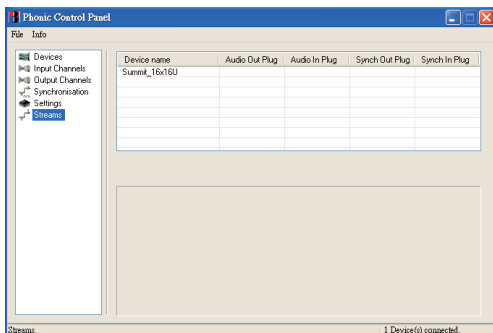 Phonic Control Panel
File Info
Devices
Input Channels
Output Channels
Synchronisation
Settings
Streams
Device name Audio Out Plug Audio In Plug Synch Out Plug Synch In Plug
Summit_16x16U
Streams 1 Device(s) connected.